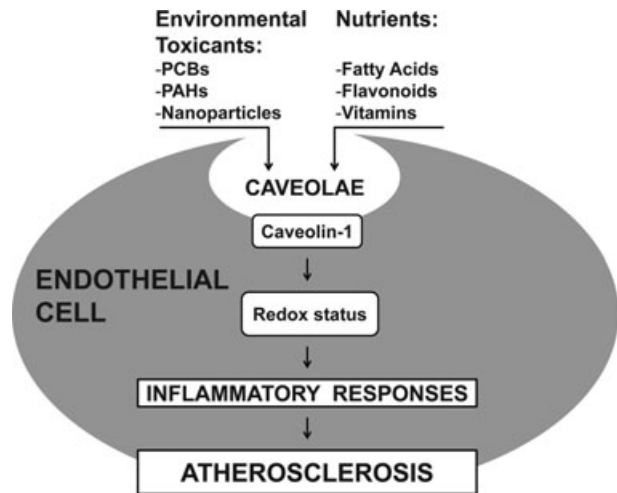 Environmental
Toxicants:
-PCBs
-PAHs
-Nanoparticles
Nutrients:
-Fatty Acids
-Flavonoids
-Vitamins
CAVEOLAE
Caveolin-1
ENDOTHELIAL
CELL
Redox status
INFLAMMATORY RESPONSES
ATHEROSCLEROSIS